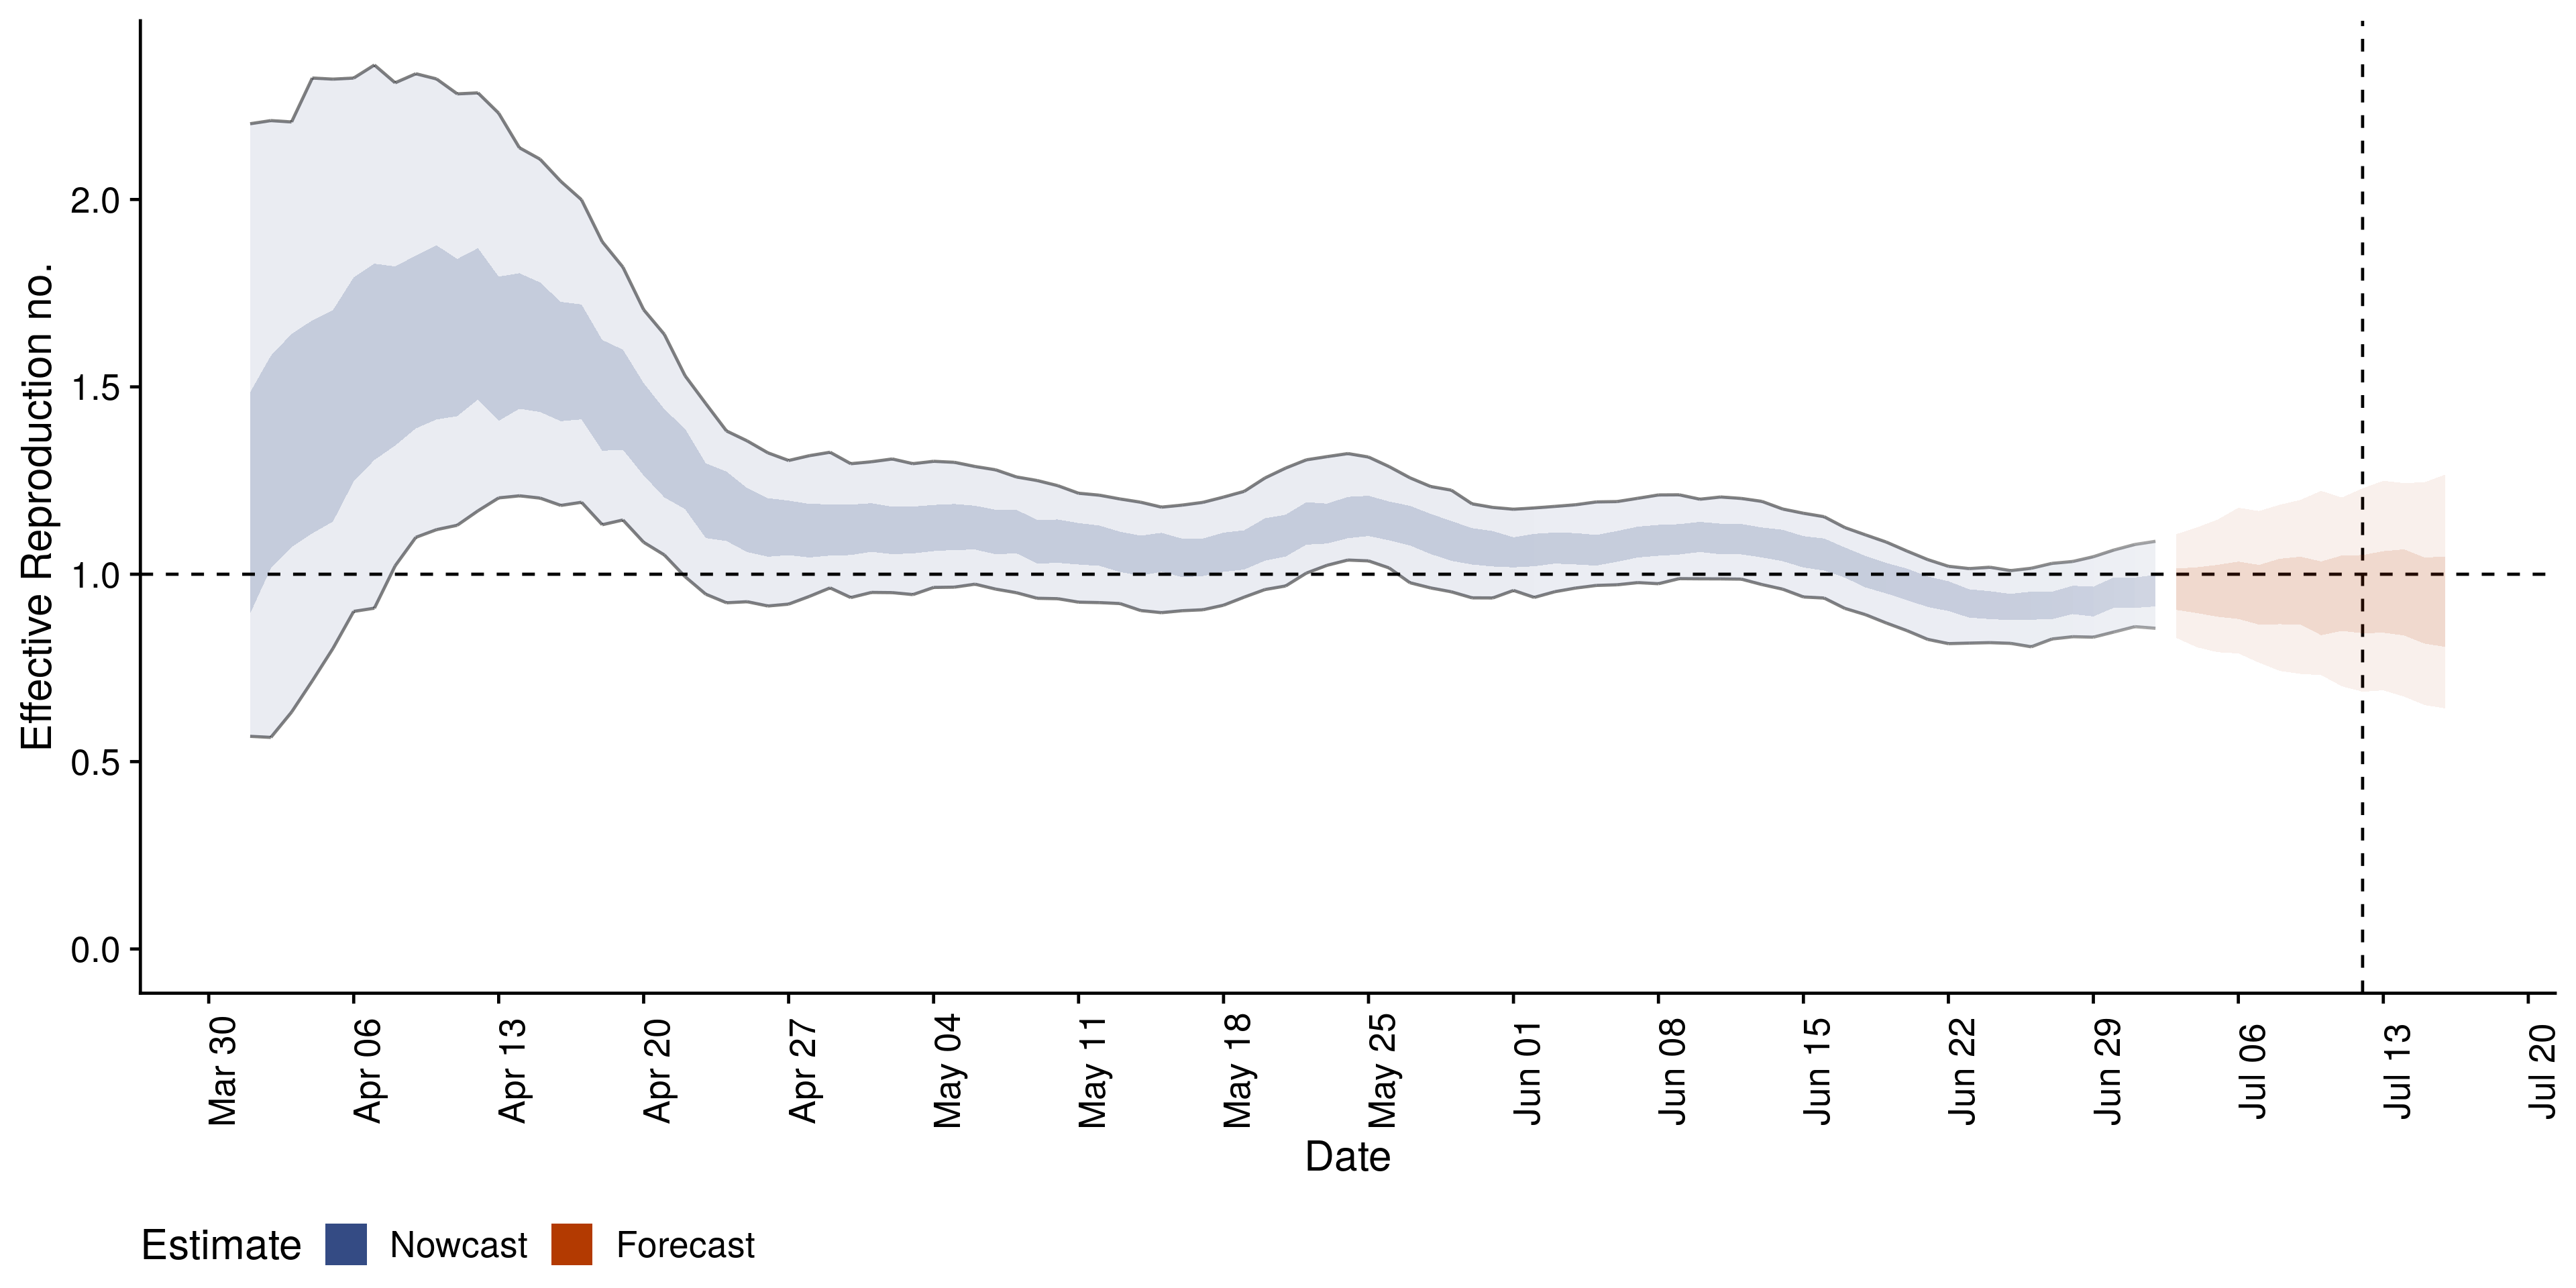 Effective Reproduction no.
2.0
1.5
1.0
0.5
0.0
Mar 30
Apr 06
Apr 13
Apr 20
Apr 27
May 04
May 11
May 18
May 25
Jun 01
Jun 08
Jun 15
Jun 22
Jun 29
Jul 06
Jul 13
Jul 20
Date
Estimate Nowcast Forecast